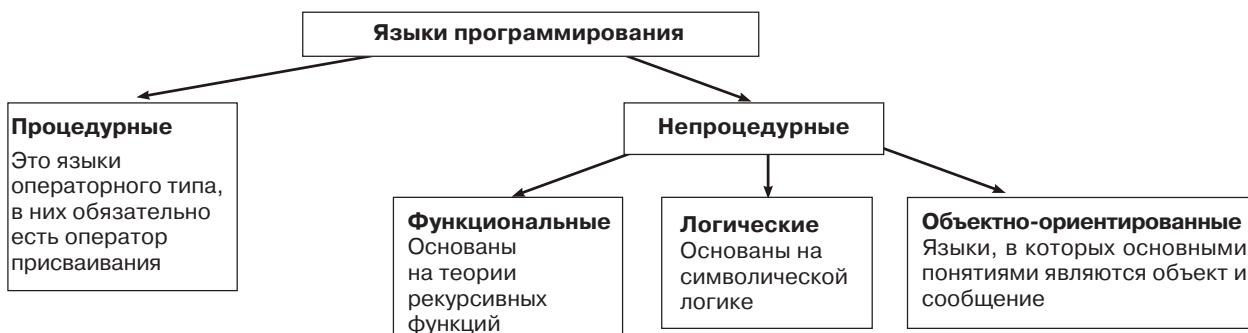 Языки программирования
Процедурные
Это языки
операторного типа,
в них обязательно
есть оператор
присваивания
Непроцедурные
Функциональные
Основаны
на теории
рекурсивных
функций
Логические
Основаны на
символической
логике
Объектно-ориентированные
Языки, в которых основными
понятиями являются объект и
сообщение